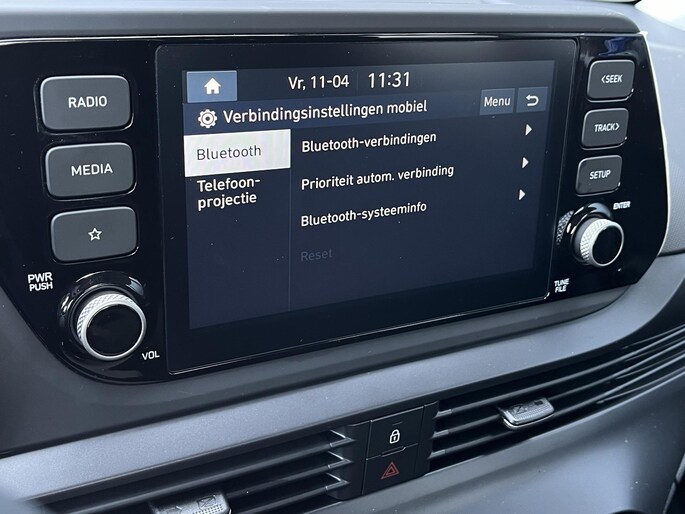 RADIO
MEDIA
PWR
PUSH
VOL
Vr, 11-04 11:31
Verbindingsinstellingen mobiel
Menu
Bluetooth
Telefoon-
projectie
Bluetooth-verbindingen
Prioriteit autom. verbinding
Bluetooth-systeeminfo
Reset
<SEEK
TRACK>
SETUP
ENTER
TUNE
FILE